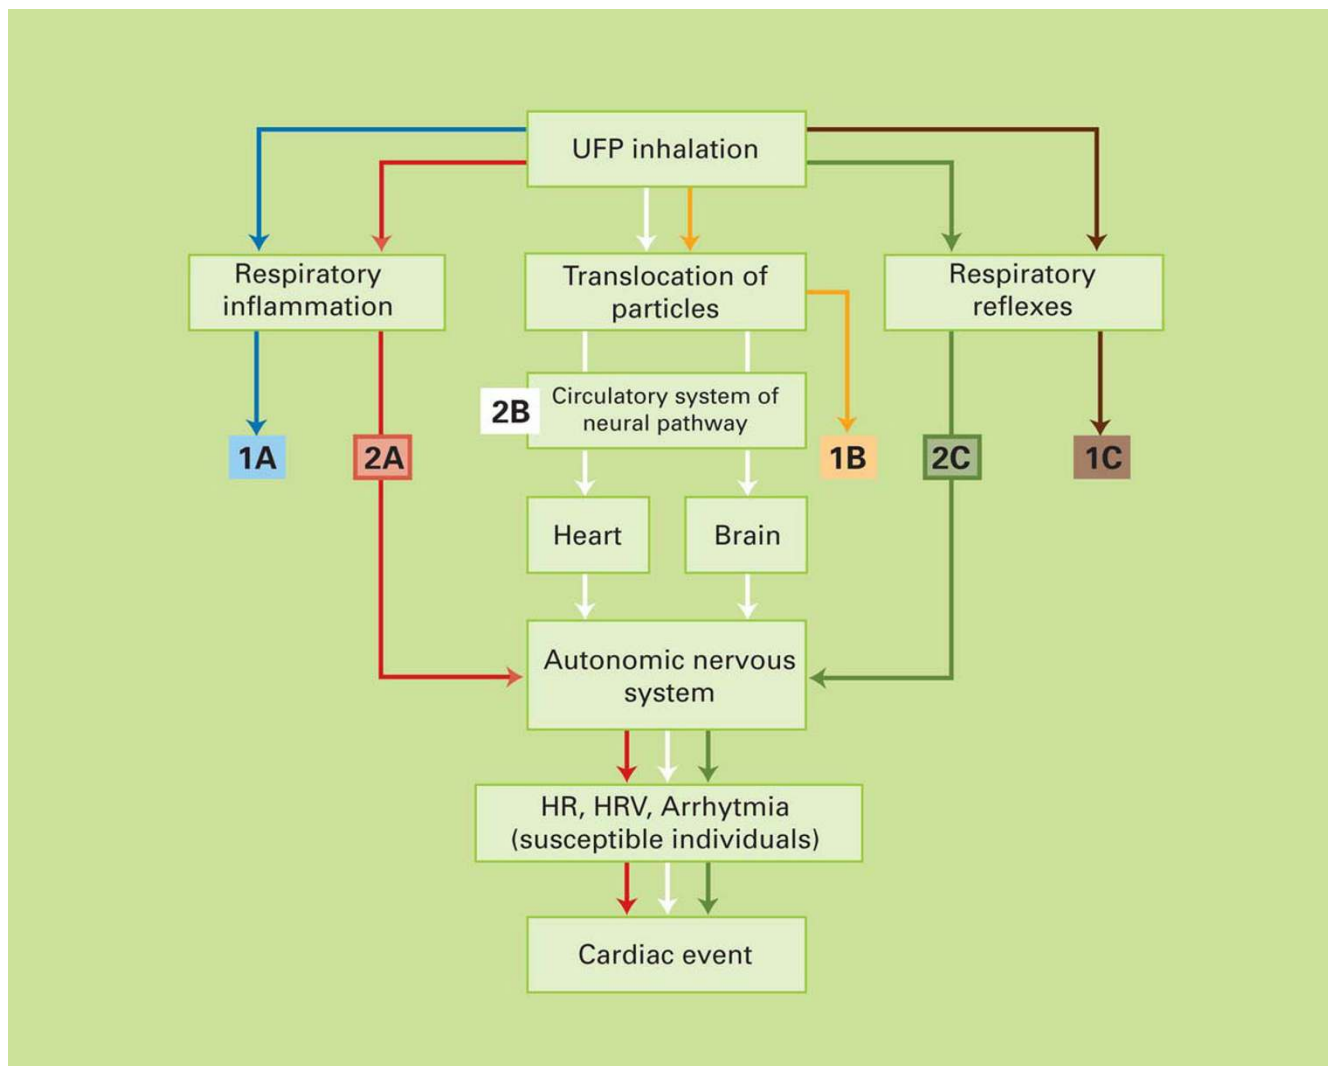 UFP inhalation
Respiratory
inflammation
Translocation of
particles
Respiratory
reflexes
2B
Circulatory system of
neural pathway
1A
2A
1B
2C
1C
Heart
Brain
Autonomic nervous
system
HR, HRV, Arrhytmia
(susceptible individuals)
Cardiac event